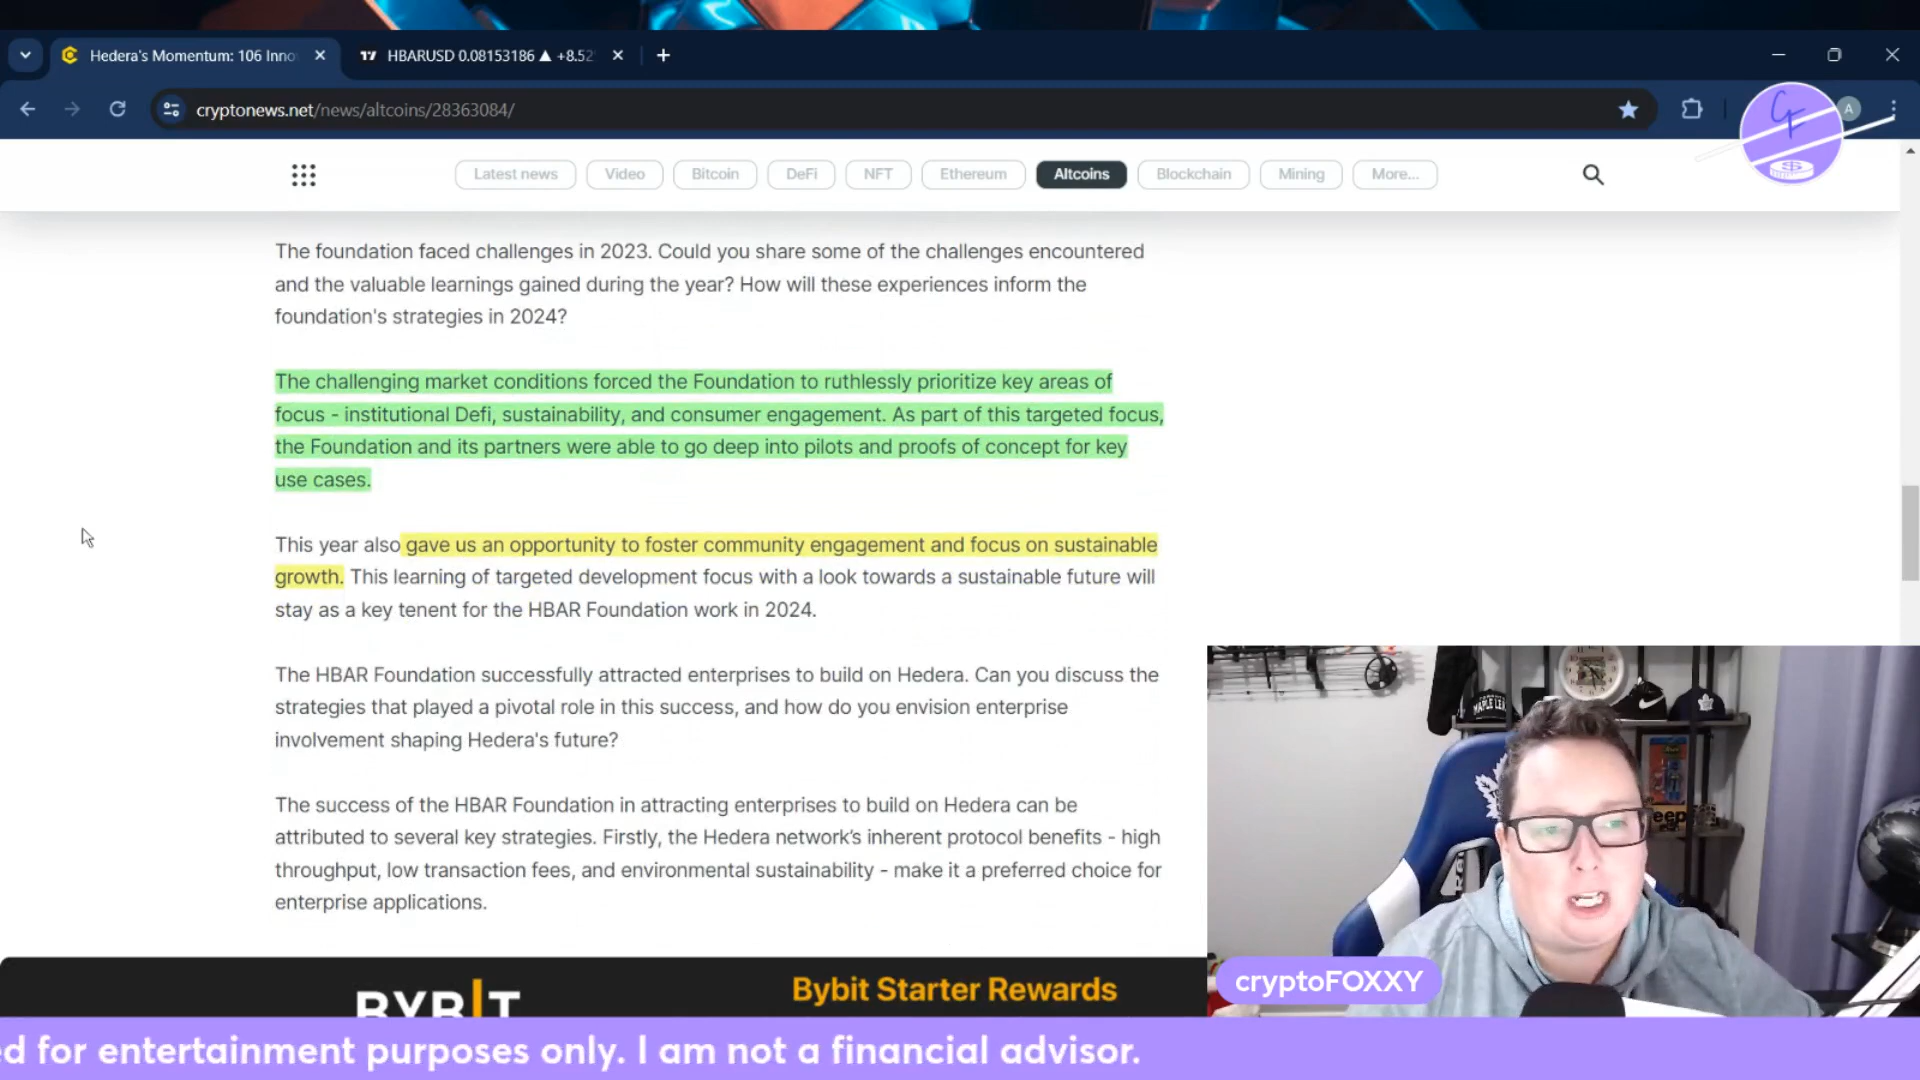 Hedera's Momentum: 106 Inno
HBARUSD 0.08153186 ▲ +8.52
cryptonews.net/news/altcoins/28363084/
A
Latest news
Video
Bitcoin
DeFi
NFT
Ethereum
Altcoins
Blockchain
Mining
More...
The foundation faced challenges in 2023. Could you share some of the challenges encountered
and the valuable learnings gained during the year? How will these experiences inform the
foundation's strategies in 2024?
The challenging market conditions forced the Foundation to ruthlessly prioritize key areas of
focus - institutional Defi, sustainability, and consumer engagement. As part of this targeted focus,
the Foundation and its partners were able to go deep into pilots and proofs of concept for key
use cases.
This year also gave us an opportunity to foster community engagement and focus on sustainable
growth. This learning of targeted development focus with a look towards a sustainable future will
stay as a key tenent for the HBAR Foundation work in 2024.
The HBAR Foundation successfully attracted enterprises to build on Hedera. Can you discuss the
strategies that played a pivotal role in this success, and how do you envision enterprise
involvement shaping Hedera's future?
The success of the HBAR Foundation in attracting enterprises to build on Hedera can be
attributed to several key strategies. Firstly, the Hedera network's inherent protocol benefits - high
throughput, low transaction fees, and environmental sustainability - make it a preferred choice for
enterprise applications.
BYBIT
Bybit Starter Rewards
MAPLE LEA
cryptoFOXXY
ed for entertainment purposes only. I am not a financial advisor.